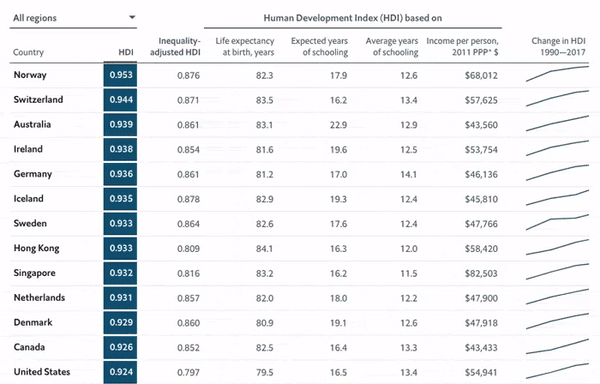 All regions
Human Development Index (HDI) based on
Country HDI Inequality-adjusted HDI Life expectancy at birth, years Expected years of schooling Average years of schooling Income per person, 2011 PPP* $ Change in HDI 1990—2017
Norway 0.953 0.876 82.3 17.9 12.6 $68,012
Switzerland 0.944 0.871 83.5 16.2 13.4 $57,625
Australia 0.939 0.861 83.1 22.9 12.9 $43,560
Ireland 0.938 0.854 81.6 19.6 12.5 $53,754
Germany 0.936 0.861 81.2 17.0 14.1 $46,136
Iceland 0.935 0.878 82.9 19.3 12.4 $45,810
Sweden 0.933 0.864 82.6 17.6 12.4 $47,766
Hong Kong 0.933 0.809 84.1 16.3 12.0 $58,420
Singapore 0.932 0.816 83.2 16.2 11.5 $82,503
Netherlands 0.931 0.857 82.0 18.0 12.2 $47,900
Denmark 0.929 0.860 80.9 19.1 12.6 $47,918
Canada 0.926 0.852 82.5 16.4 13.3 $43,433
United States 0.924 0.797 79.5 16.5 13.4 $54,941